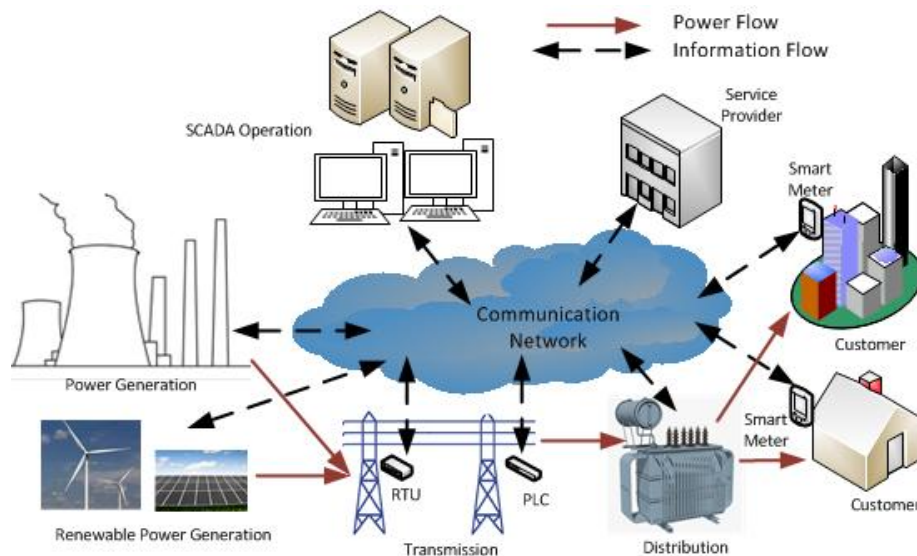 Power Flow
Information Flow
SCADA Operation
Service
Provider
Smart
Meter
Communication
Network
Customer
Power Generation
Smart
Meter
RTU
PLC
Renewable Power Generation
Transmission
Distribution
Customer